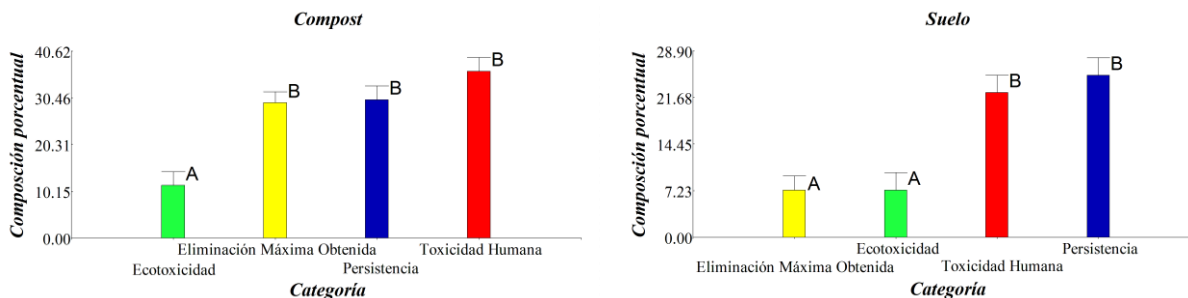 Compost
Composción porcentual
40.62
30.46
20.31
10.15
0.00
A
B
B
B
Eliminación Máxima Obtenida
Toxicidad Humana
Ecotoxicidad
Persistencia
Categoría
Suelo
Composción porcentual
28.90
21.68
14.45
7.23
0.00
A
A
B
B
Ecotoxicidad
Persistencia
Eliminación Máxima Obtenida
Toxicidad Humana
Categoría